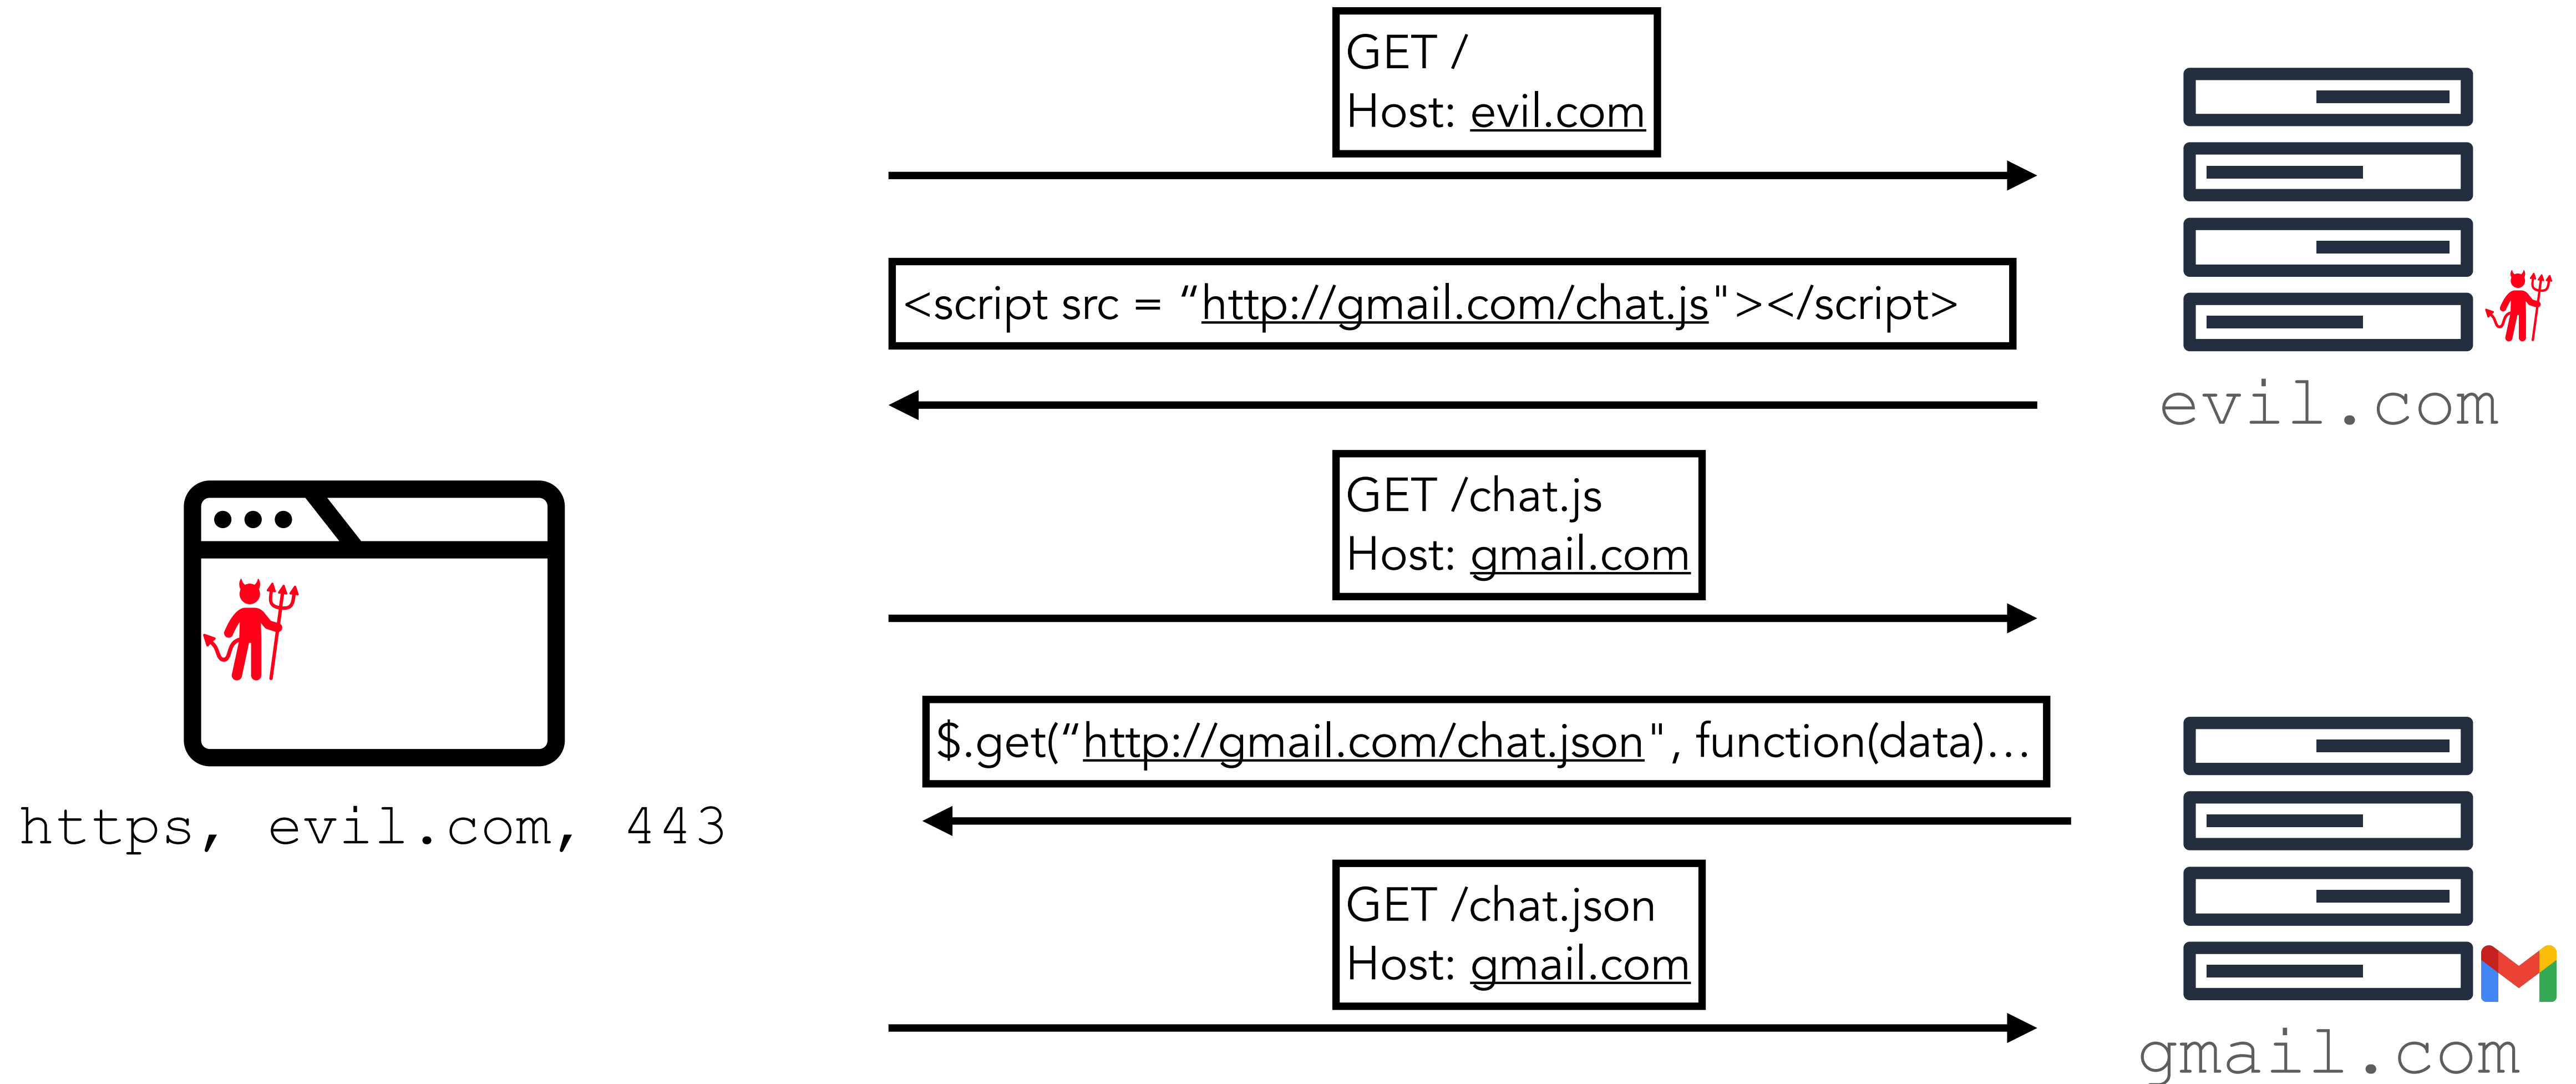 GET /
Host: evil.com
<script src = “http://gmail.com/chat.js"></script>
evil.com
GET /chat.js
Host: gmail.com
$.get(“http://gmail.com/chat.json", function(data)...
https, evil.com, 443
GET /chat.json
Host: gmail.com
gmail.com